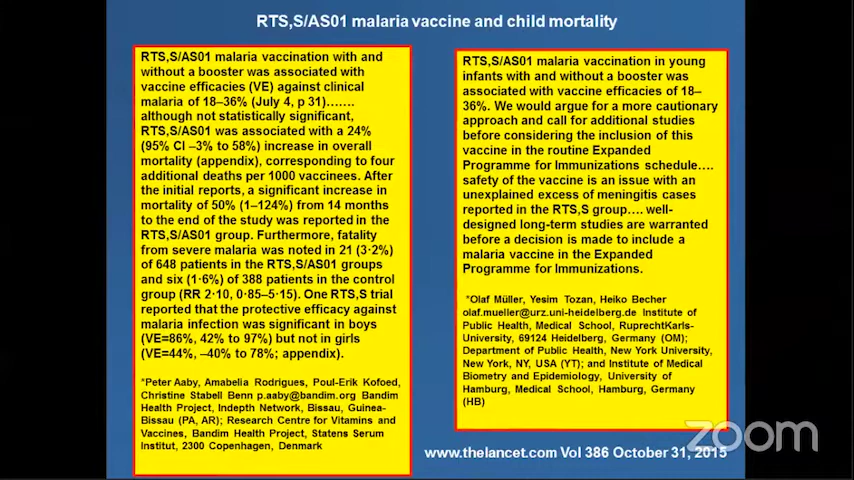 RTS,S/AS01 malaria vaccine and child mortality
RTS,S/AS01 malaria vaccination with and
without a booster was associated with
vaccine efficacies (VE) against clinical
malaria of 18–36% (July 4, p 31)…….
although not statistically significant,
RTS,S/AS01 was associated with a 24%
(95% CI –3% to 58%) increase in overall
mortality (appendix), corresponding to four
additional deaths per 1000 vaccinees. After
the initial reports, a significant increase in
mortality of 50% (1–124%) from 14 months
to the end of the study was reported in the
RTS,S/AS01 group. Furthermore, fatality
from severe malaria was noted in 21 (3·2%)
of 648 patients in the RTS,S/AS01 groups
and six (1·6%) of 388 patients in the control
group (RR 2·10, 0·85–5·15). One RTS,S trial
reported that the protective efficacy against
malaria infection was significant in boys
(VE=86%, 42% to 97%) but not in girls
(VE=44%, –40% to 78%; appendix).
*Peter Aaby, Amabelia Rodrigues, Poul-Erik Kofoed,
Christine Stabell Benn p.aaby@bandim.org Bandim
Health Project, Indepth Network, Bissau, Guinea-
Bissau (PA, AR); Research Centre for Vitamins and
Vaccines, Bandim Health Project, Statens Serum
Institut, 2300 Copenhagen, Denmark
RTS,S/AS01 malaria vaccination in young
infants with and without a booster was
associated with vaccine efficacies of 18–
36%. We would argue for a more cautionary
approach and call for additional studies
before considering the inclusion of this
vaccine in the routine Expanded
Programme for Immunizations schedule….
safety of the vaccine is an issue with an
unexplained excess of meningitis cases
reported in the RTS,S group…. well-
designed long-term studies are warranted
before a decision is made to include a
malaria vaccine in the Expanded
Programme for Immunizations.
*Olaf Müller, Yesim Tozan, Heiko Becher
olaf.mueller@urz.uni-heidelberg.de Institute of
Public Health, Medical School, RuprechtKarls-
University, 69124 Heidelberg, Germany (OM);
Department of Public Health, New York University,
New York, NY, USA (YT); and Institute of Medical
Biometry and Epidemiology, University of
Hamburg, Medical School, Hamburg, Germany
(HB)
www.thelancet.com Vol 386 October 31, 2015
zoom